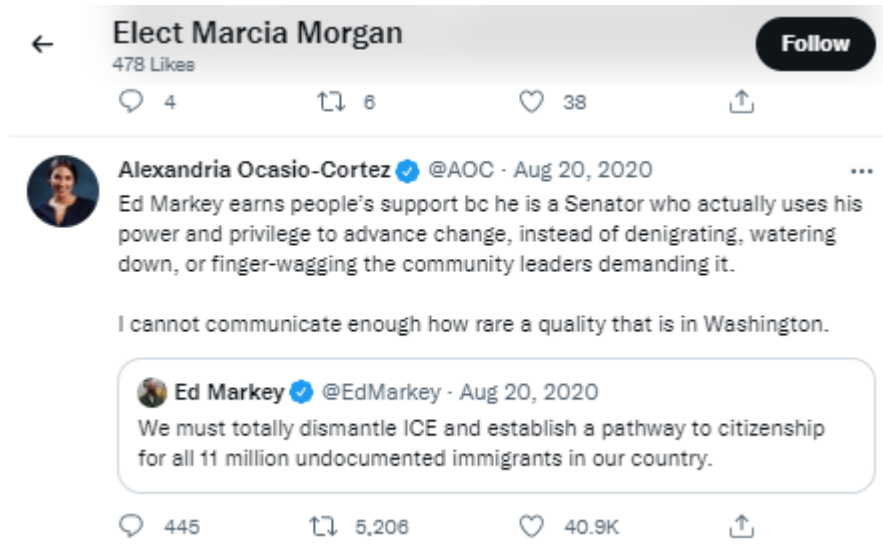 Elect Marcia Morgan
478 Likes
Follow
4 6 38
Alexandria Ocasio-Cortez @AOC · Aug 20, 2020
Ed Markey earns people's support bc he is a Senator who actually uses his
power and privilege to advance change, instead of denigrating, watering
down, or finger-wagging the community leaders demanding it.
I cannot communicate enough how rare a quality that is in Washington.
Ed Markey @EdMarkey · Aug 20, 2020
We must totally dismantle ICE and establish a pathway to citizenship
for all 11 million undocumented immigrants in our country.
445 5,206 40.9K